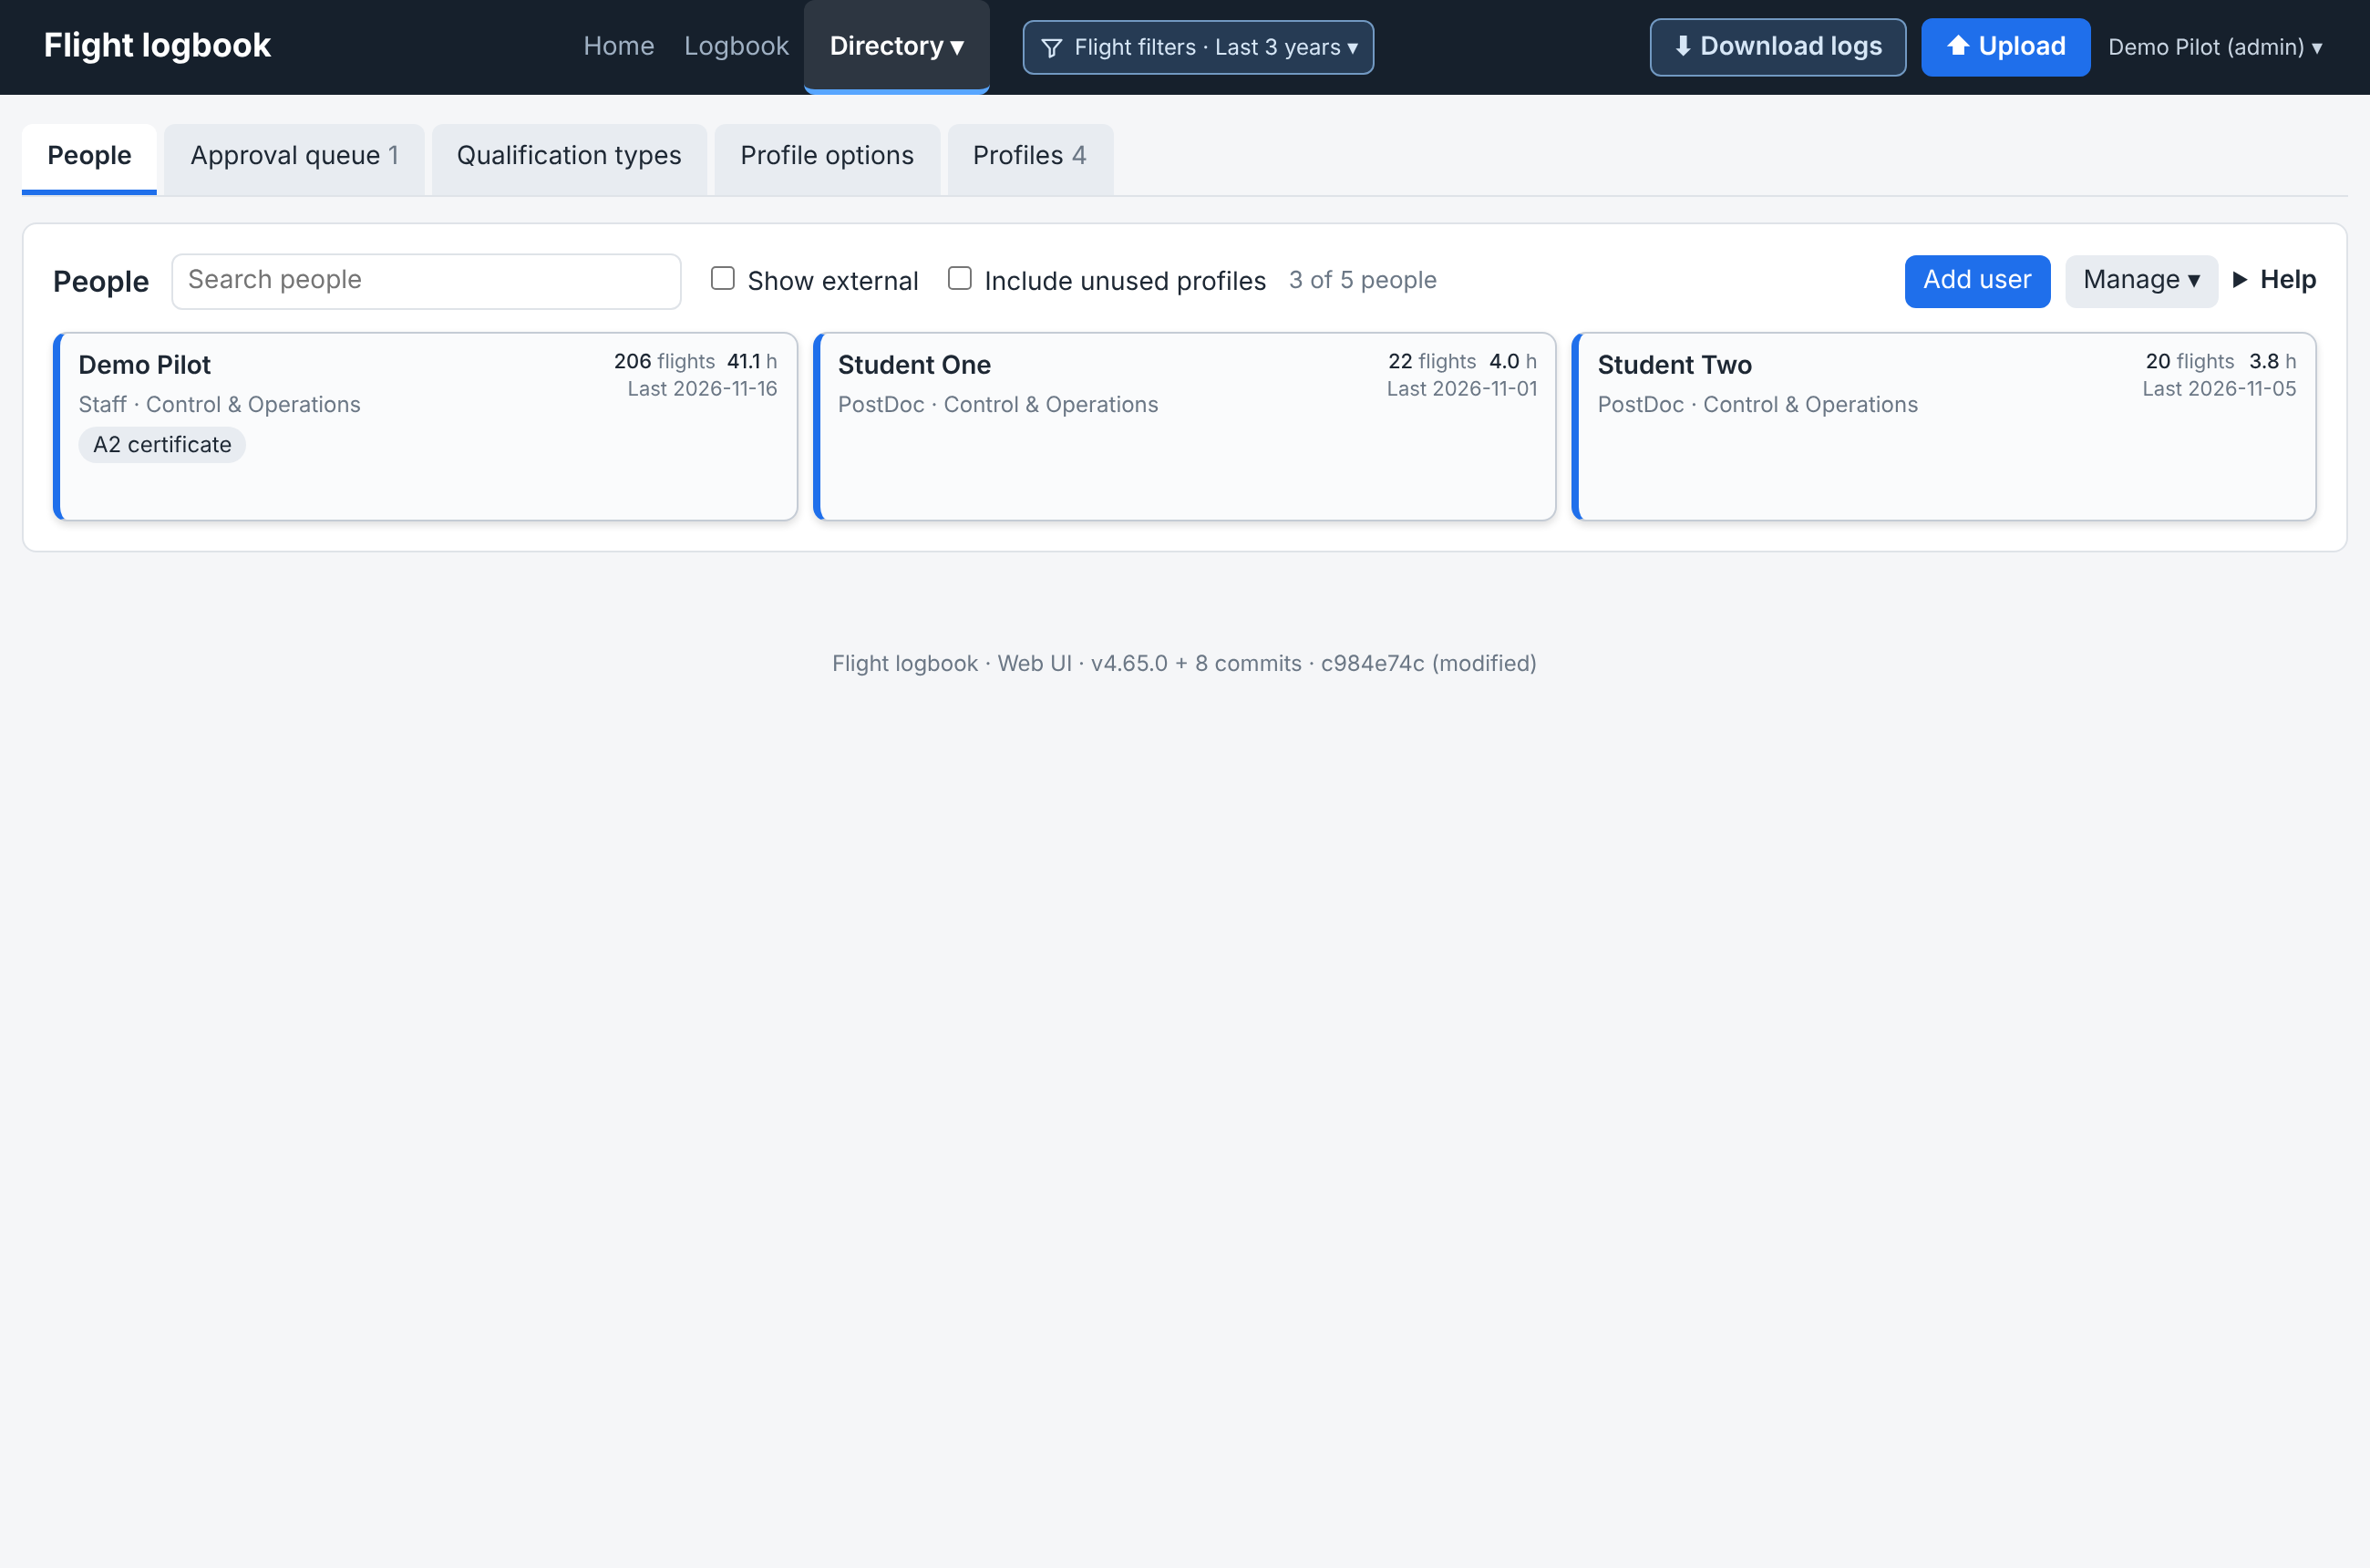 Flight logbook
Home Logbook Directory ▾ Flight filters · Last 3 years ▾ ⬇ Download logs ⬆ Upload Demo Pilot (admin) ▾
People Approval queue 1 Qualification types Profile options Profiles 4
People Search people Show external Include unused profiles 3 of 5 people Add user Manage ▾ ▶ Help
Demo Pilot 206 flights 41.1 h
Last 2026-11-16
Staff · Control & Operations
A2 certificate
Student One 22 flights 4.0 h
Last 2026-11-01
PostDoc · Control & Operations
Student Two 20 flights 3.8 h
Last 2026-11-05
PostDoc · Control & Operations
Flight logbook · Web UI · v4.65.0 + 8 commits · c984e74c (modified)